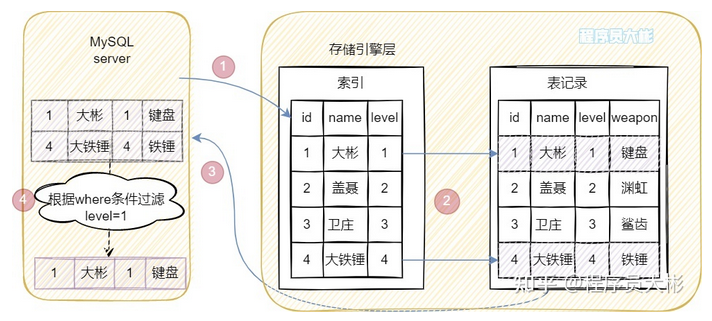 MySQL
server
1
1 大彬 1 键盘
4 大铁锤 4 铁锤
4
根据where条件过滤
level=1
1 大彬 1 键盘
3
程序员大彬
存储引擎层
索引
id name level
1 大彬 1
2 盖聂 2
3 卫庄 3
4 大铁锤 4
2
表记录
id name level weapon
1 大彬 1 键盘
2 盖聂 2 渊虹
3 卫庄 3 鲨齿
4 大铁锤 4 铁锤
知乎 @程序员大彬